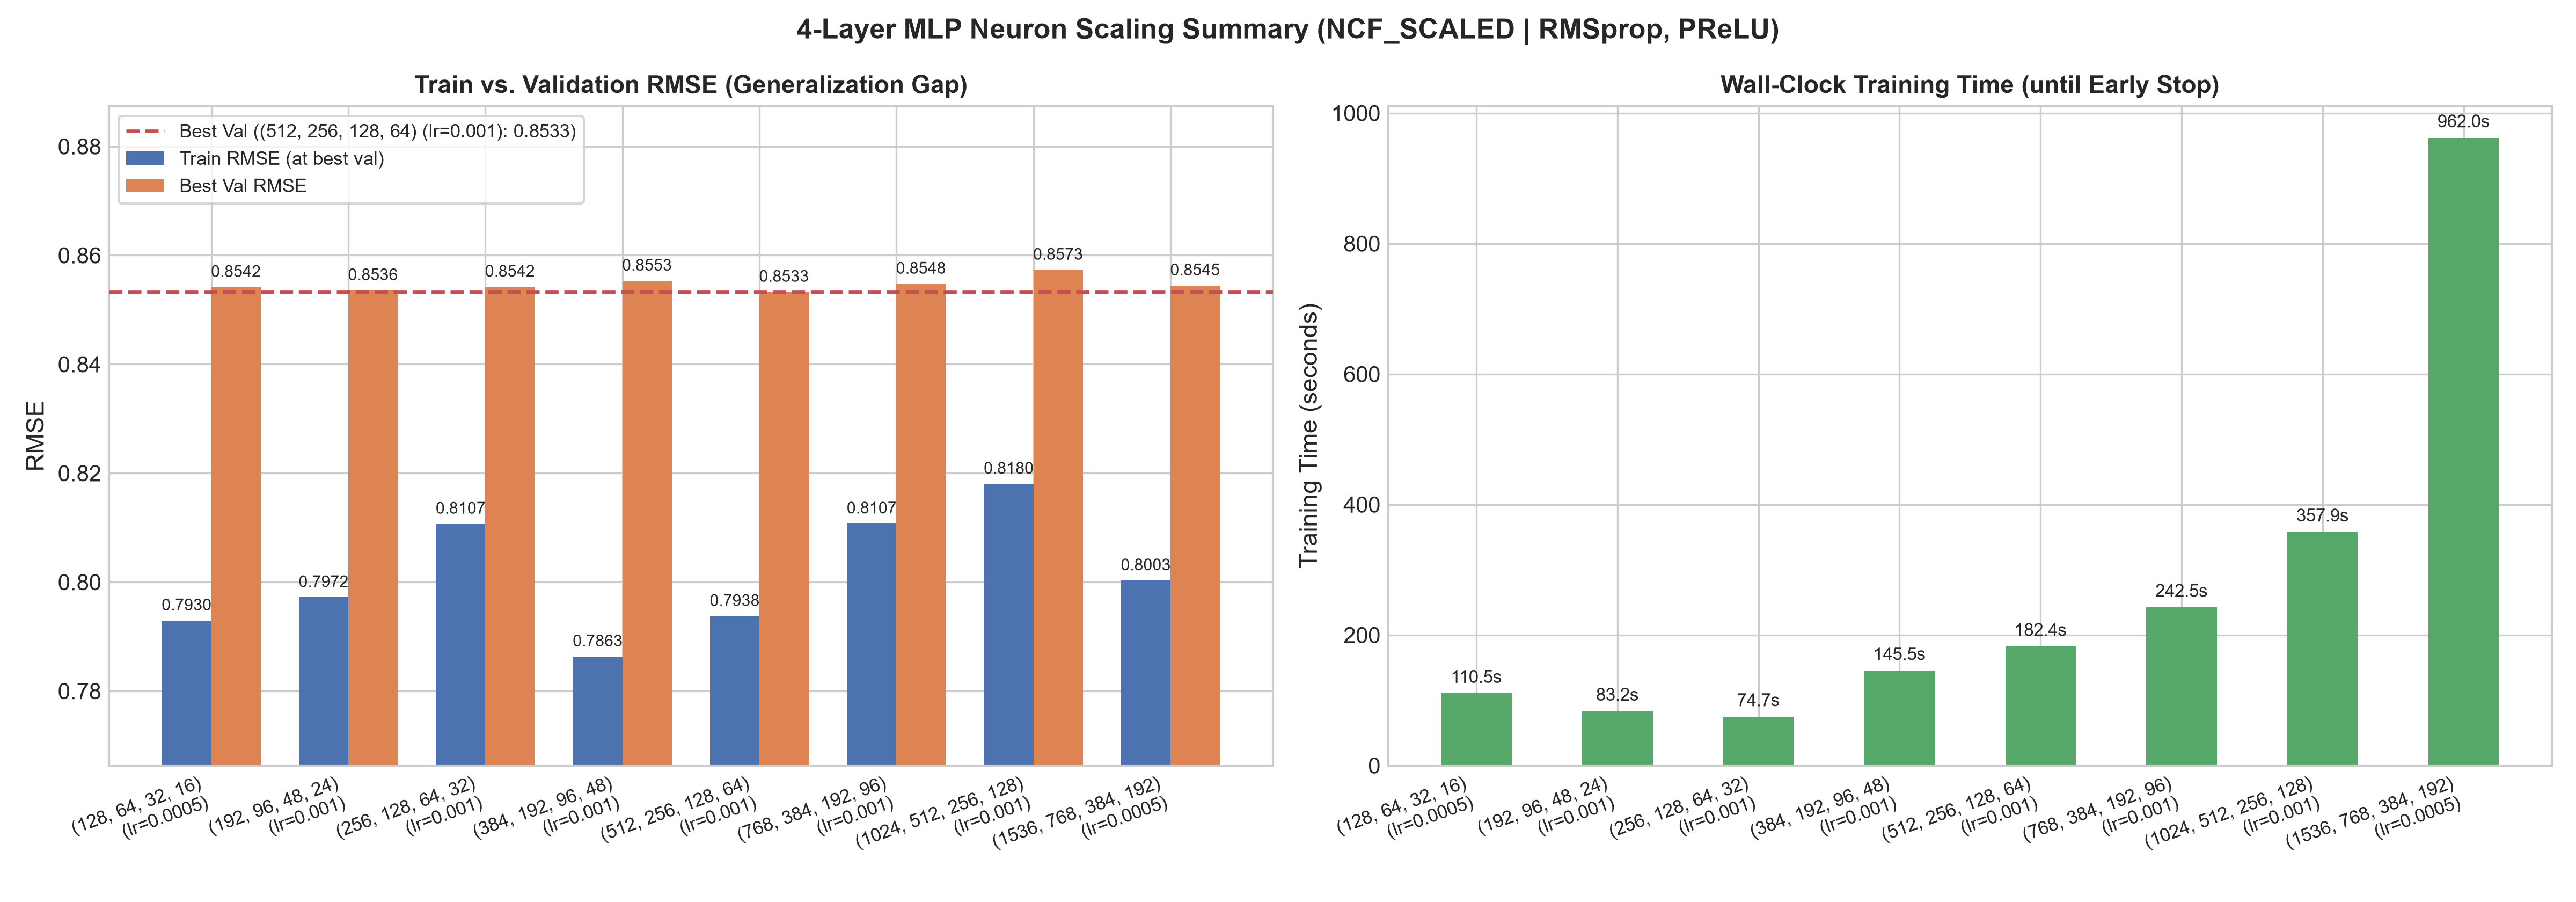 4-Layer MLP Neuron Scaling Summary (NCF_SCALED | RMSprop, PReLU)
Train vs. Validation RMSE (Generalization Gap)
Best Val ((512, 256, 128, 64) (lr=0.001): 0.8533)
Train RMSE (at best val)
Best Val RMSE
RMSE
0.88
0.86
0.84
0.82
0.80
0.78
0.7930
0.8542
0.7972
0.8536
0.8107
0.8542
0.7863
0.8553
0.7938
0.8533
0.8107
0.8548
0.8180
0.8573
0.8003
0.8545
(128, 64, 32, 16)
(lr=0.0005)
(192, 96, 48, 24)
(lr=0.001)
(256, 128, 64, 32)
(lr=0.001)
(384, 192, 96, 48)
(lr=0.001)
(512, 256, 128, 64)
(lr=0.001)
(768, 384, 192, 96)
(lr=0.001)
(1024, 512, 256, 128)
(lr=0.001)
(1536, 768, 384, 192)
(lr=0.0005)
Wall-Clock Training Time (until Early Stop)
Training Time (seconds)
1000
800
600
400
200
0
110.5s
83.2s
74.7s
145.5s
182.4s
242.5s
357.9s
962.0s
(128, 64, 32, 16)
(lr=0.0005)
(192, 96, 48, 24)
(lr=0.001)
(256, 128, 64, 32)
(lr=0.001)
(384, 192, 96, 48)
(lr=0.001)
(512, 256, 128, 64)
(lr=0.001)
(768, 384, 192, 96)
(lr=0.001)
(1024, 512, 256, 128)
(lr=0.001)
(1536, 768, 384, 192)
(lr=0.0005)